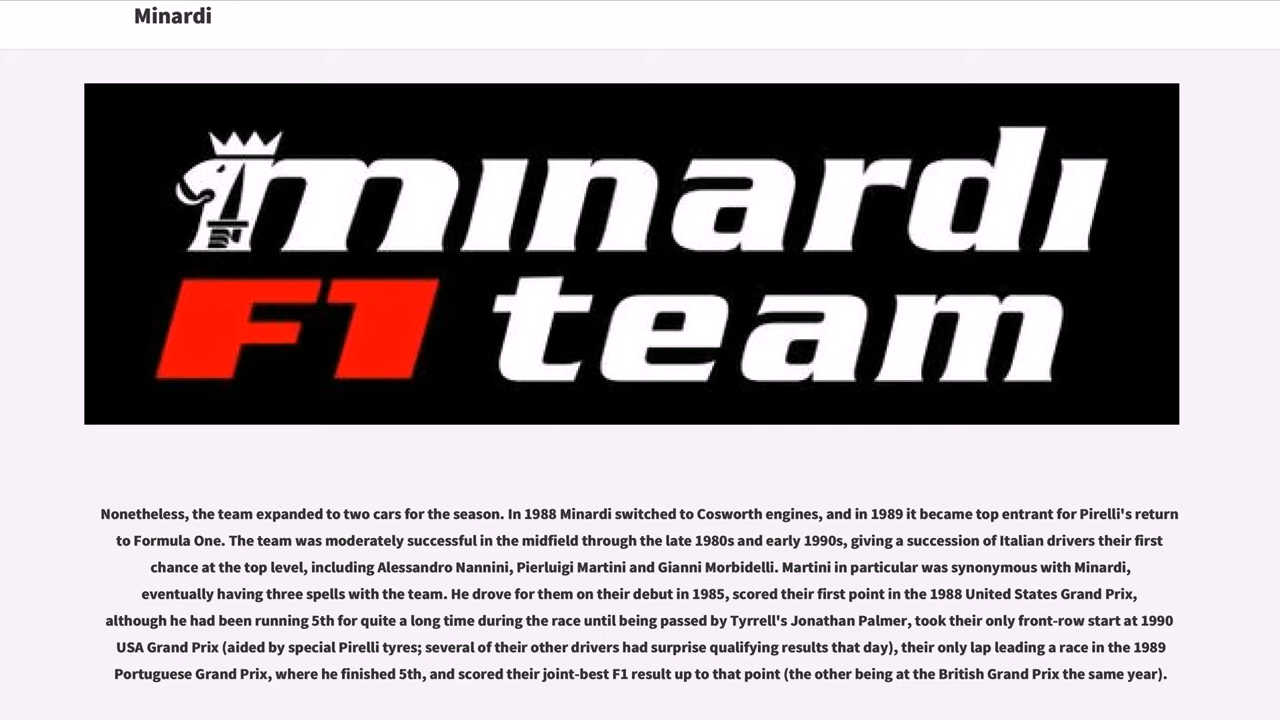 Minardi
minardi
F1 team
Nonetheless, the team expanded to two cars for the season. In 1988 Minardi switched to Cosworth engines, and in 1989 it became top entrant for Pirelli's return
to Formula One. The team was moderately successful in the midfield through the late 1980s and early 1990s, giving a succession of Italian drivers their first
chance at the top level, including Alessandro Nannini, Pierluigi Martini and Gianni Morbidelli. Martini in particular was synonymous with Minardi,
eventually having three spells with the team. He drove for them on their debut in 1985, scored their first point in the 1988 United States Grand Prix,
although he had been running 5th for quite a long time during the race until being passed by Tyrrell's Jonathan Palmer, took their only front-row start at 1990
USA Grand Prix (aided by special Pirelli tyres; several of their other drivers had surprise qualifying results that day), their only lap leading a race in the 1989
Portuguese Grand Prix, where he finished 5th, and scored their joint-best F1 result up to that point (the other being at the British Grand Prix the same year).